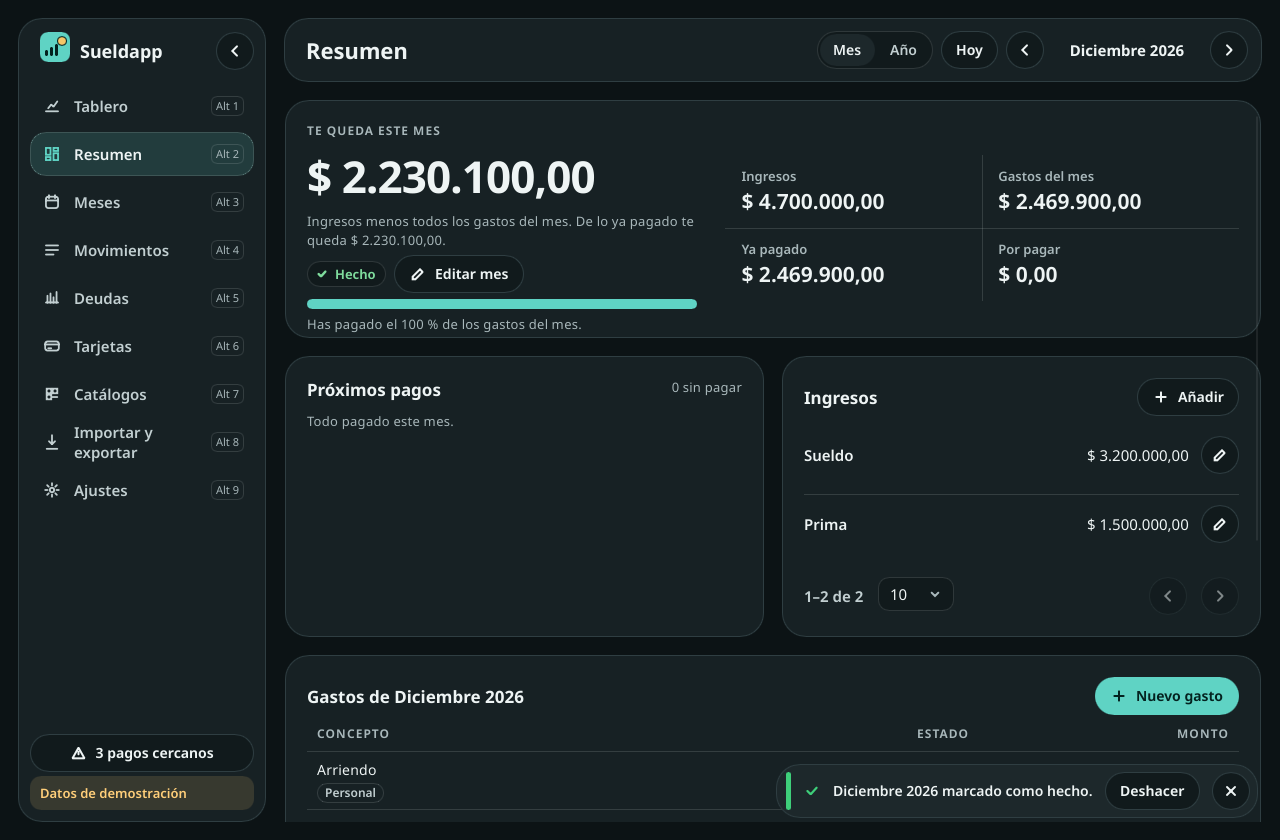 Sueldapp
Tablero Alt 1
Resumen Alt 2
Meses Alt 3
Movimientos Alt 4
Deudas Alt 5
Tarjetas Alt 6
Catálogos Alt 7
Importar y
exportar Alt 8
Ajustes Alt 9
3 pagos cercanos
Datos de demostración
Resumen Mes Año Hoy Diciembre 2026
TE QUEDA ESTE MES
$ 2.230.100,00
Ingresos menos todos los gastos del mes. De lo ya pagado te
queda $ 2.230.100,00.
Hecho Editar mes
Has pagado el 100 % de los gastos del mes.
Ingresos
$ 4.700.000,00
Gastos del mes
$ 2.469.900,00
Ya pagado
$ 2.469.900,00
Por pagar
$ 0,00
Próximos pagos 0 sin pagar
Todo pagado este mes.
Ingresos Añadir
Sueldo $ 3.200.000,00
Prima $ 1.500.000,00
1–2 de 2 10
Gastos de Diciembre 2026 Nuevo gasto
CONCEPTO ESTADO MONTO
Arriendo
Personal
Diciembre 2026 marcado como hecho. Deshacer